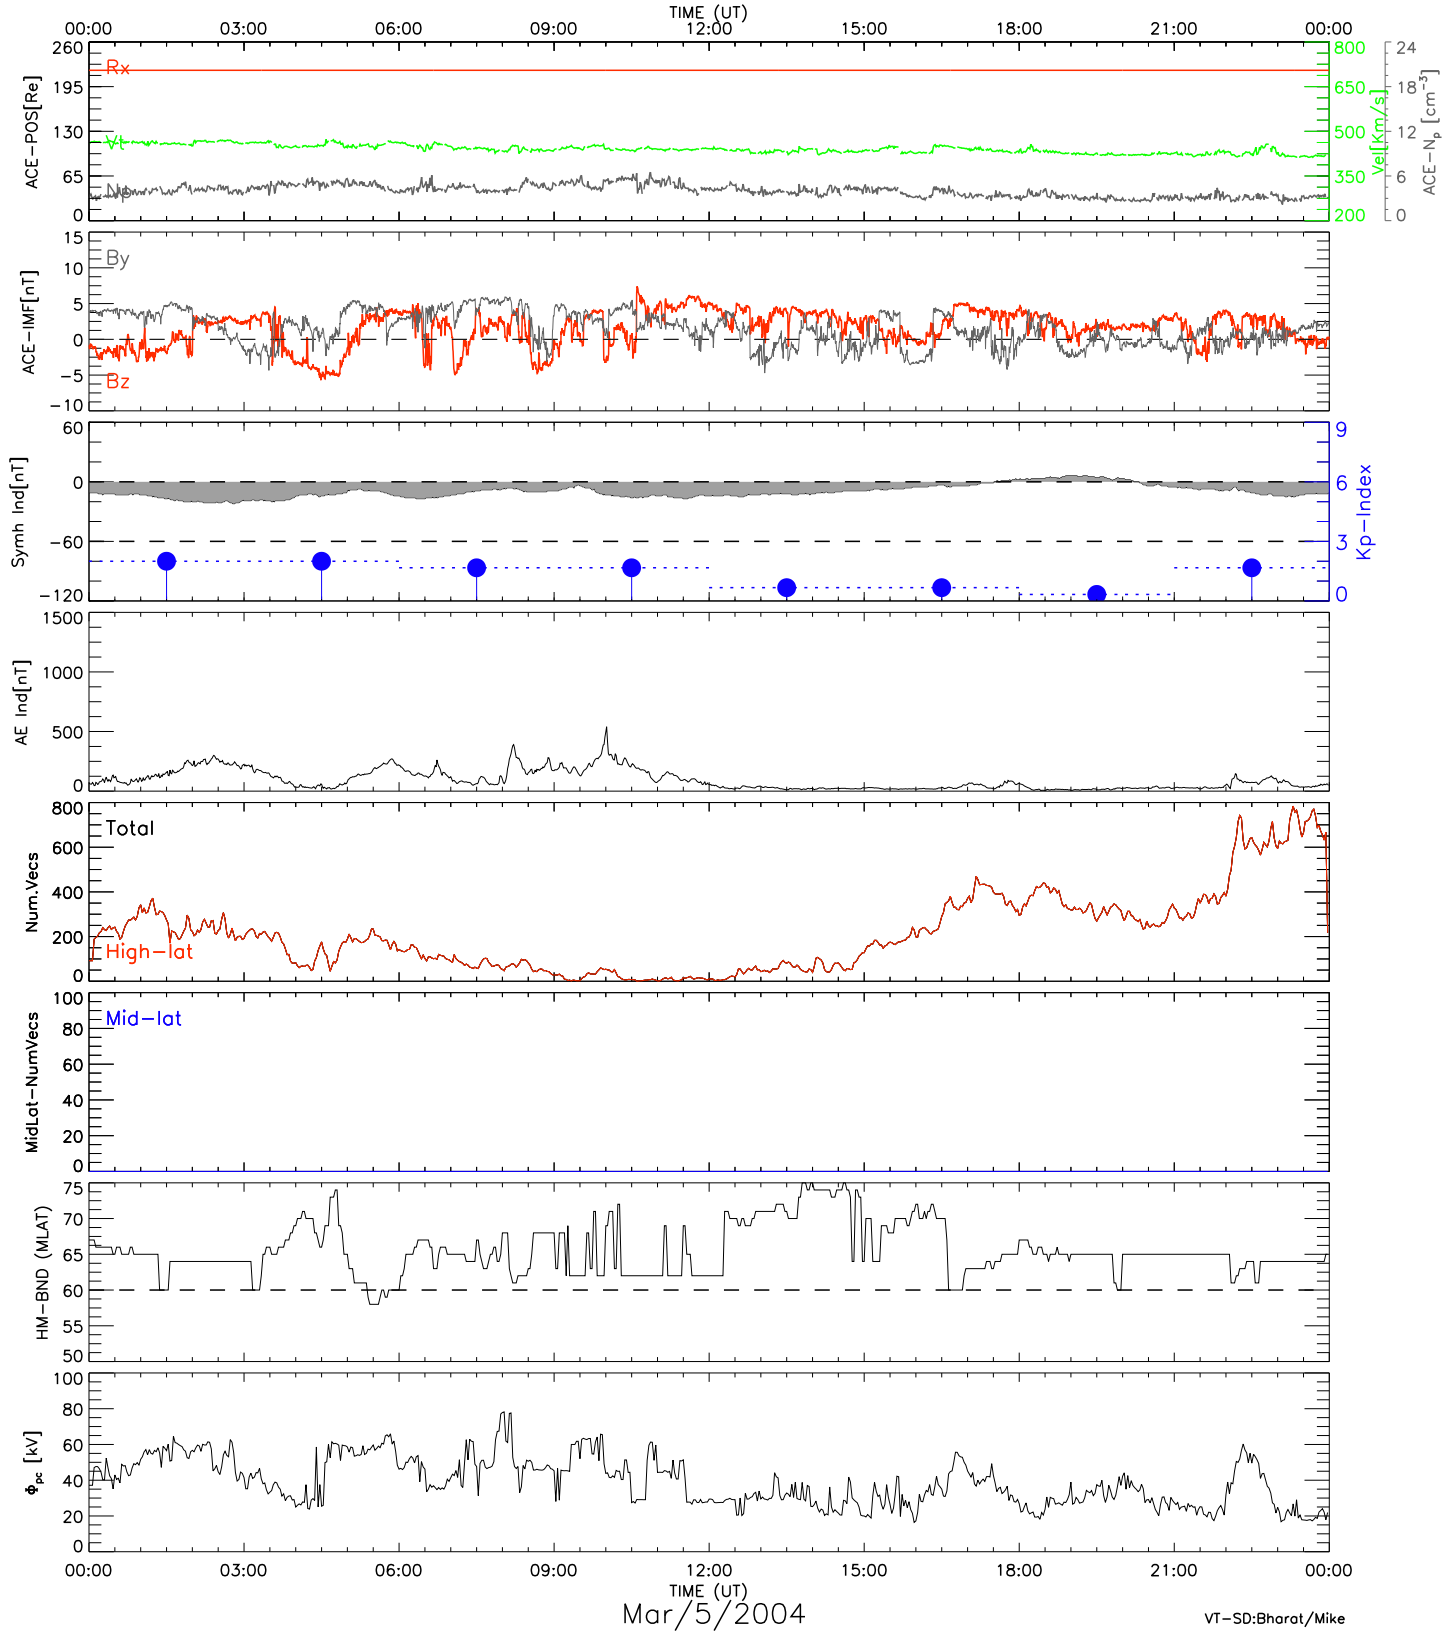 TIME (UT)
00:00 03:00 06:00 09:00 12:00 15:00 18:00 21:00 00:00
260 195 130 65 0
ACE-POS[Re]
Rx
Vt
Np
800 650 500 350 200
Vel[Km/s]
24 18 12 6 0
ACE-Np [cm-3]
15 10 5 0 -5 -10
ACE-IMF[nT]
By
Bz
60 0 -60 -120
Symh Ind[nT]
9 6 3 0
Kp-Index
1500 1000 500 0
AE Ind[nT]
800 600 400 200 0
Num.Vecs
Total
High-lat
100 80 60 40 20 0
MidLat-NumVecs
Mid-lat
75 70 65 60 55 50
HM-BND (MLAT)
100 80 60 40 20 0
Φpc [kV]
00:00 03:00 06:00 09:00 12:00 15:00 18:00 21:00 00:00
TIME (UT)
Mar/5/2004
VT-SD:Bharat/Mike